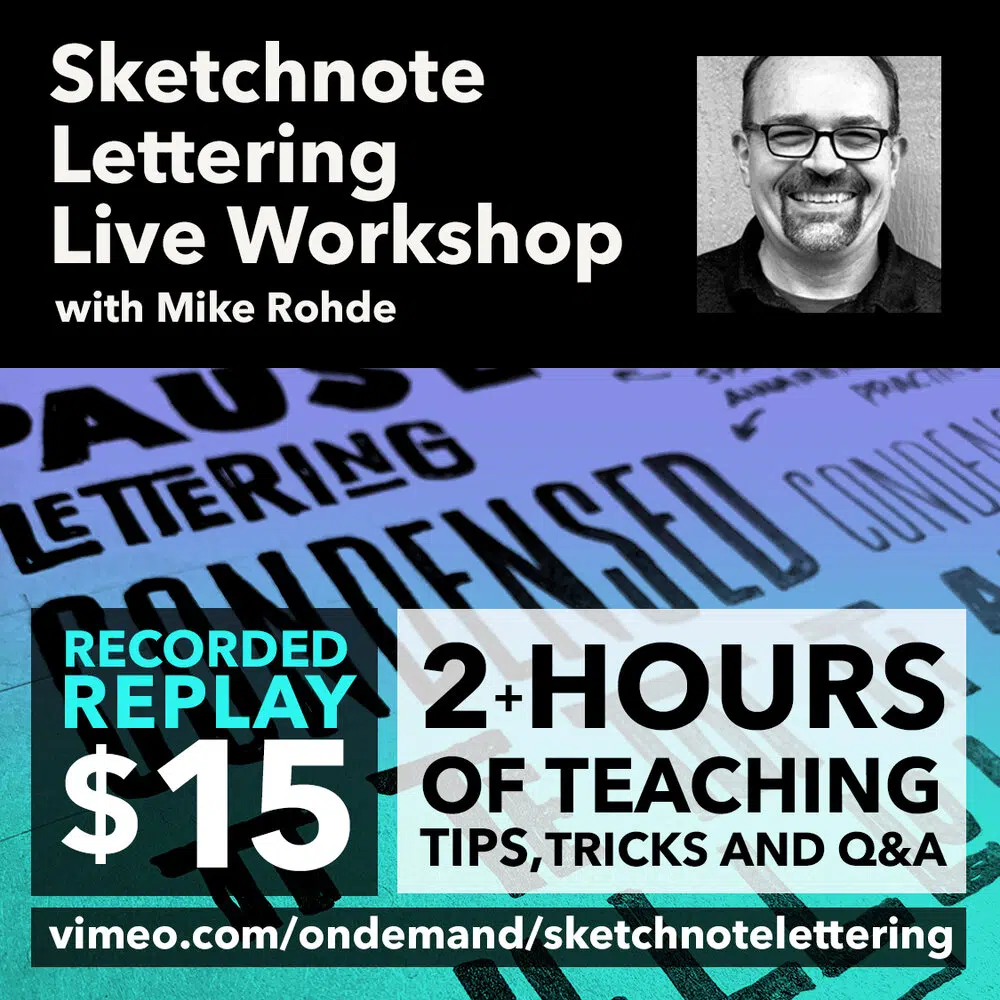 Sketchnote
Lettering
Live Workshop
with Mike Rohde
PAUSE
LETTERING
CONDENSED
RECORDED
REPLAY
$15
2+HOURS
OF TEACHING
TIPS, TRICKS AND Q&A
vimeo.com/ondemand/sketchnotelettering